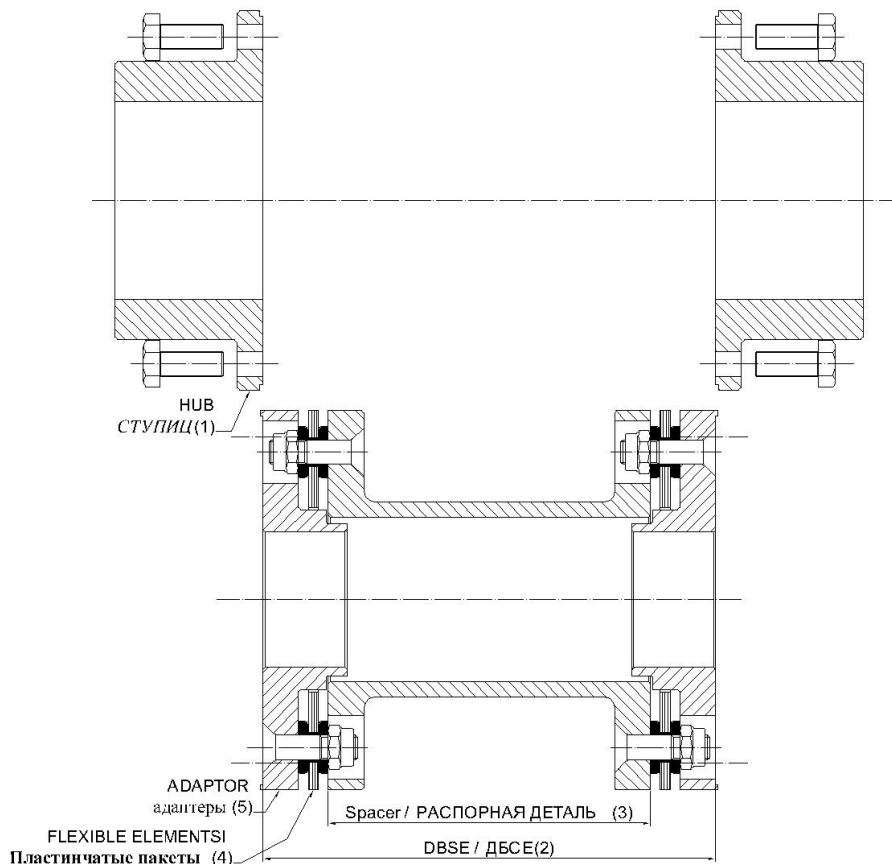 HUB
СТУПИЦ(1)
ADAPTOR
адаптеры (5)
Spacer / РАСПОРНАЯ ДЕТАЛЬ (3)
FLEXIBLE ELEMENTSI
Пластинчатые пакеты (4)
DBSE / ДБСЕ(2)